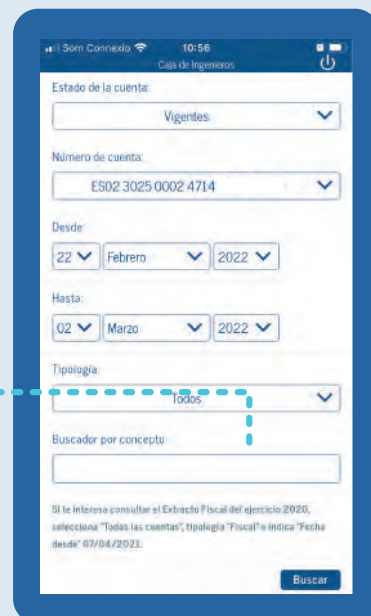 Som Connexio 10:56
Caja de Ingenieros
Estado de la cuenta:
Vigentes
Número de cuenta:
ES02 3025 0002 4714
Desde:
22 Febrero 2022
Hasta:
02 Marzo 2022
Tipología:
Todos
Buscador por concepto
Si te interesa consultar el Extracto Fiscal del ejercicio 2020,
selecciona "Todas las cuentas", tipología "Fiscal" e indica "Fecha
desde" 07/04/2021.
Buscar